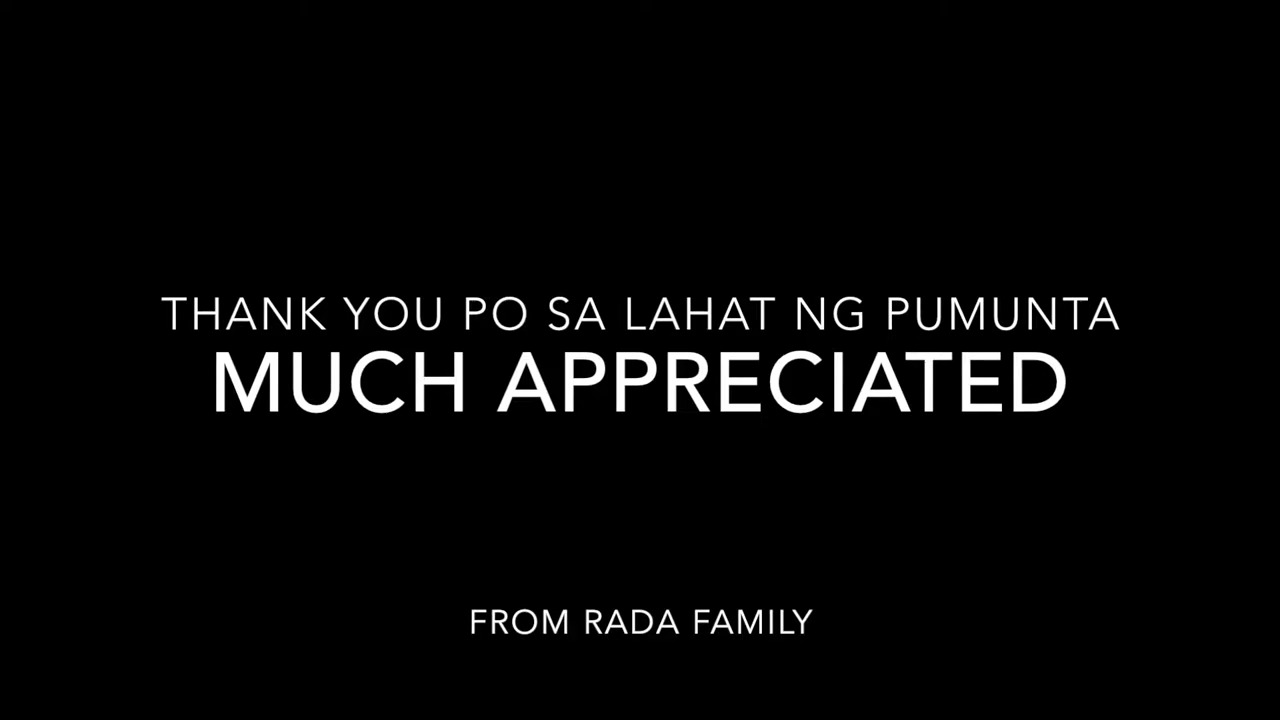 THANK YOU PO SA LAHAT NG PUMUNTA
MUCH APPRECIATED
FROM RADA FAMILY